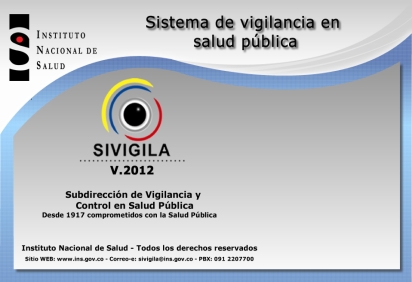 INSTITUTO
NACIONAL DE
SALUD
Sistema de vigilancia en
salud pública
SIVIGILA
V.2012
Subdirección de Vigilancia y
Control en Salud Pública
Desde 1917 comprometidos con la Salud Pública
Instituto Nacional de Salud - Todos los derechos reservados
Sitio WEB: www.ins.gov.co - Correo-e: sivigila@ins.gov.co - PBX: 091 2207700